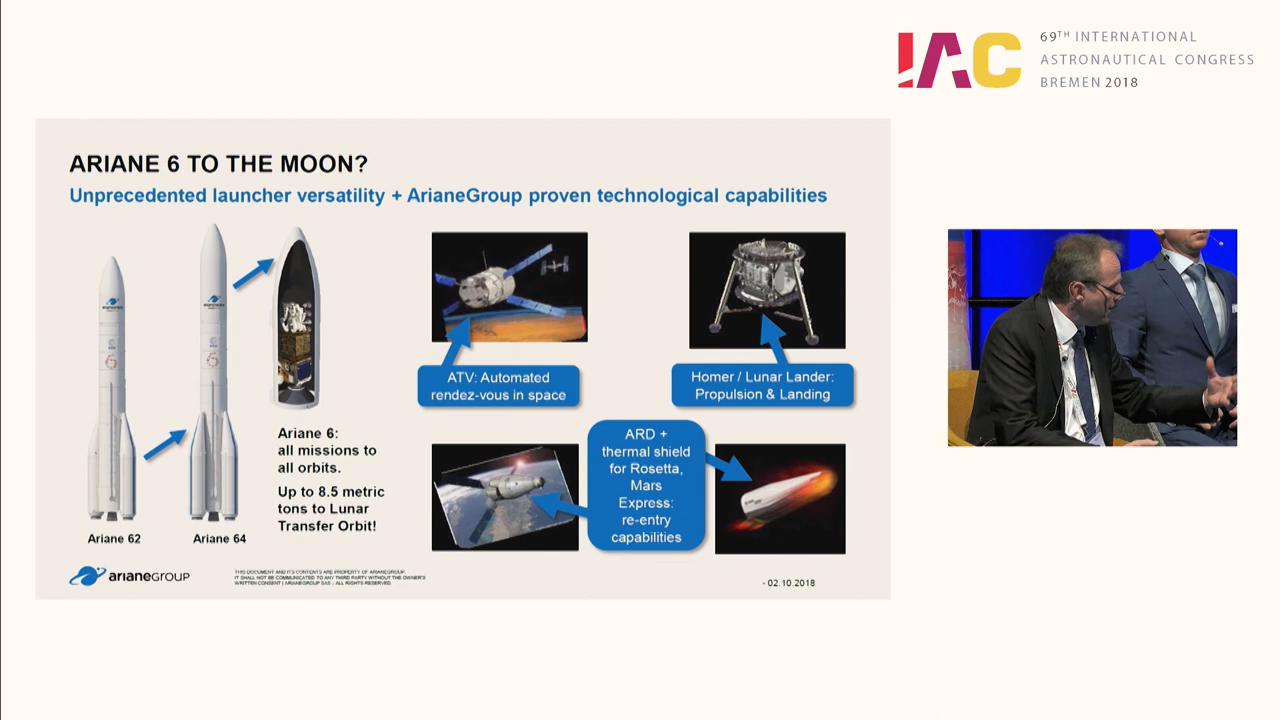 IAC
69TH INTERNATIONAL
ASTRONAUTICAL CONGRESS
BREMEN 2018
ARIANE 6 TO THE MOON?
Unprecedented launcher versatility + ArianeGroup proven technological capabilities
ATV: Automated
rendez-vous in space
Homer / Lunar Lander:
Propulsion & Landing
ARD +
thermal shield
for Rosetta,
Mars
Express:
re-entry
capabilities
Ariane 6:
all missions to
all orbits.
Up to 8.5 metric
tons to Lunar
Transfer Orbit!
Ariane 62
Ariane 64
arianeGROUP
THIS DOCUMENT AND ITS CONTENTS ARE PROPERTY OF ARIANEGROUP.
IT SHALL NOT BE COMMUNICATED TO ANY THIRD PARTY WITHOUT THE OWNER'S
WRITTEN CONSENT | ARIANEGROUP SAS - ALL RIGHTS RESERVED.
- 02.10.2018